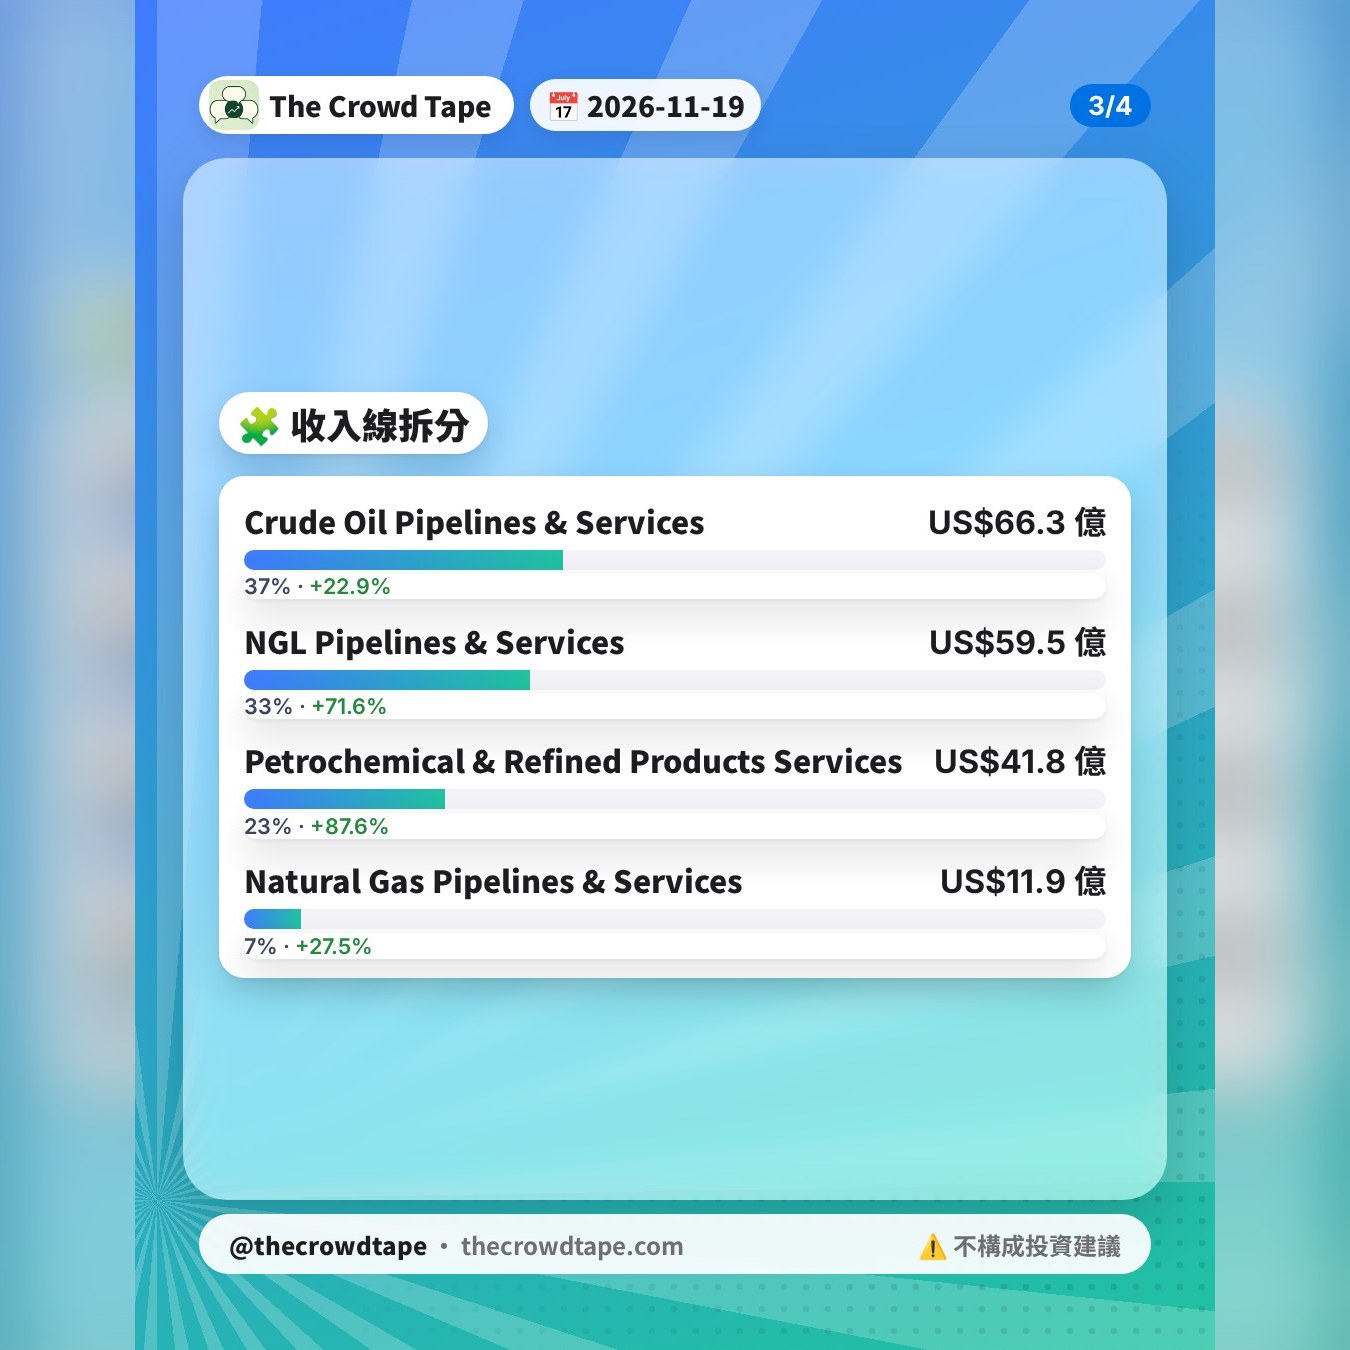 The Crowd Tape
📅 2026-11-19
3/4
🧩 收入線拆分
Crude Oil Pipelines & Services US$66.3 億
37% · +22.9%
NGL Pipelines & Services US$59.5 億
33% · +71.6%
Petrochemical & Refined Products Services US$41.8 億
23% · +87.6%
Natural Gas Pipelines & Services US$11.9 億
7% · +27.5%
@thecrowdtape • thecrowdtape.com ⚠️ 不構成投資建議